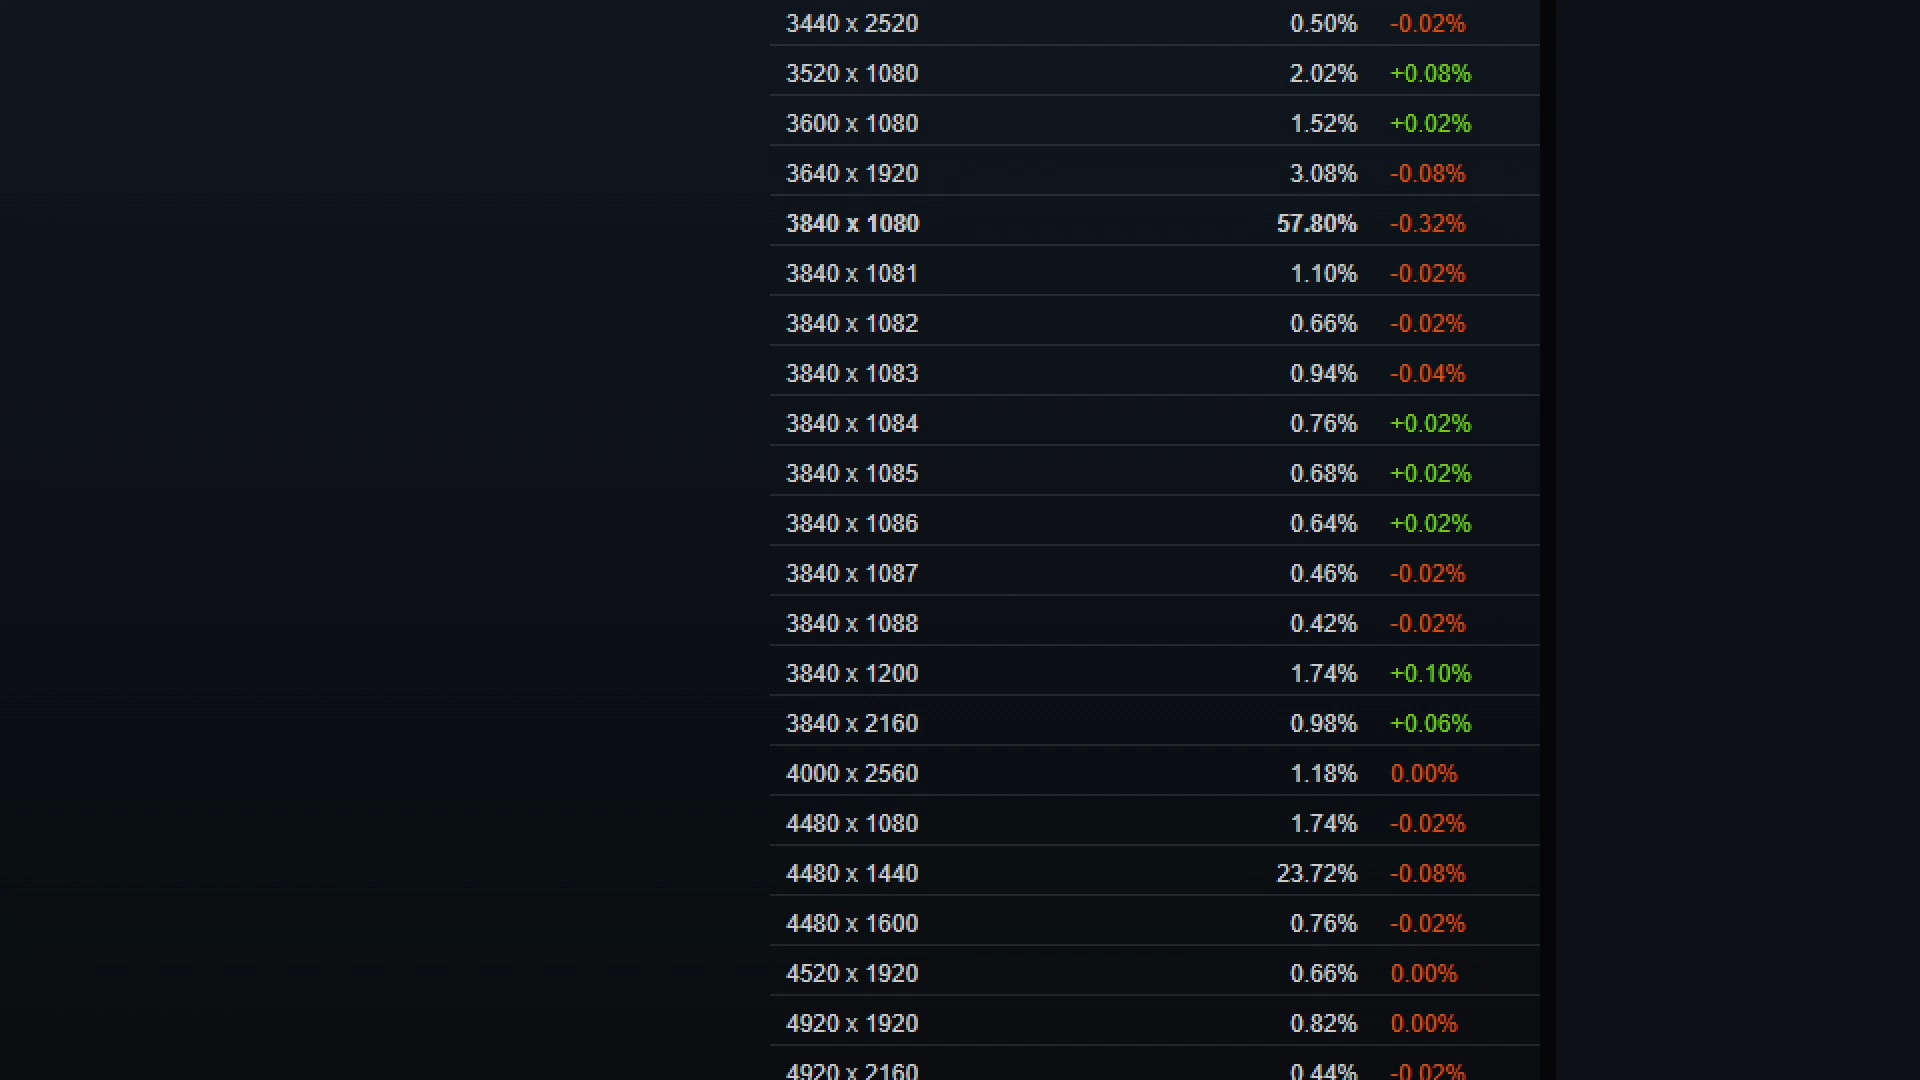 3440 x 2520 0.50% -0.02%
3520 x 1080 2.02% +0.08%
3600 x 1080 1.52% +0.02%
3640 x 1920 3.08% -0.08%
3840 x 1080 57.80% -0.32%
3840 x 1081 1.10% -0.02%
3840 x 1082 0.66% -0.02%
3840 x 1083 0.94% -0.04%
3840 x 1084 0.76% +0.02%
3840 x 1085 0.68% +0.02%
3840 x 1086 0.64% +0.02%
3840 x 1087 0.46% -0.02%
3840 x 1088 0.42% -0.02%
3840 x 1200 1.74% +0.10%
3840 x 2160 0.98% +0.06%
4000 x 2560 1.18% 0.00%
4480 x 1080 1.74% -0.02%
4480 x 1440 23.72% -0.08%
4480 x 1600 0.76% -0.02%
4520 x 1920 0.66% 0.00%
4920 x 1920 0.82% 0.00%
4920 x 2160 0.44% -0.02%